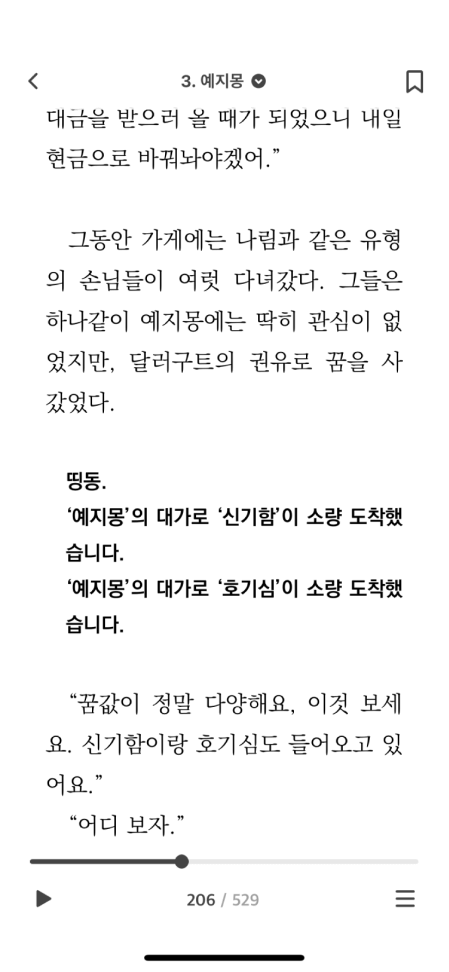 3. 예지몽
대금을 받으러 올 때가 되었으니 내일
현금으로 바꿔놔야겠어.”
그동안 가게에는 나림과 같은 유형
의 손님들이 여럿 다녀갔다. 그들은
하나같이 예지몽에는 딱히 관심이 없
었지만, 달러구트의 권유로 꿈을 사
갔었다.
띵동.
‘예지몽’의 대가로 ‘신기함’이 소량 도착했
습니다.
‘예지몽’의 대가로 ‘호기심’이 소량 도착했
습니다.
“꿈값이 정말 다양해요, 이것 보세
요. 신기함이랑 호기심도 들어오고 있
어요.”
“어디 보자.”
206 / 529